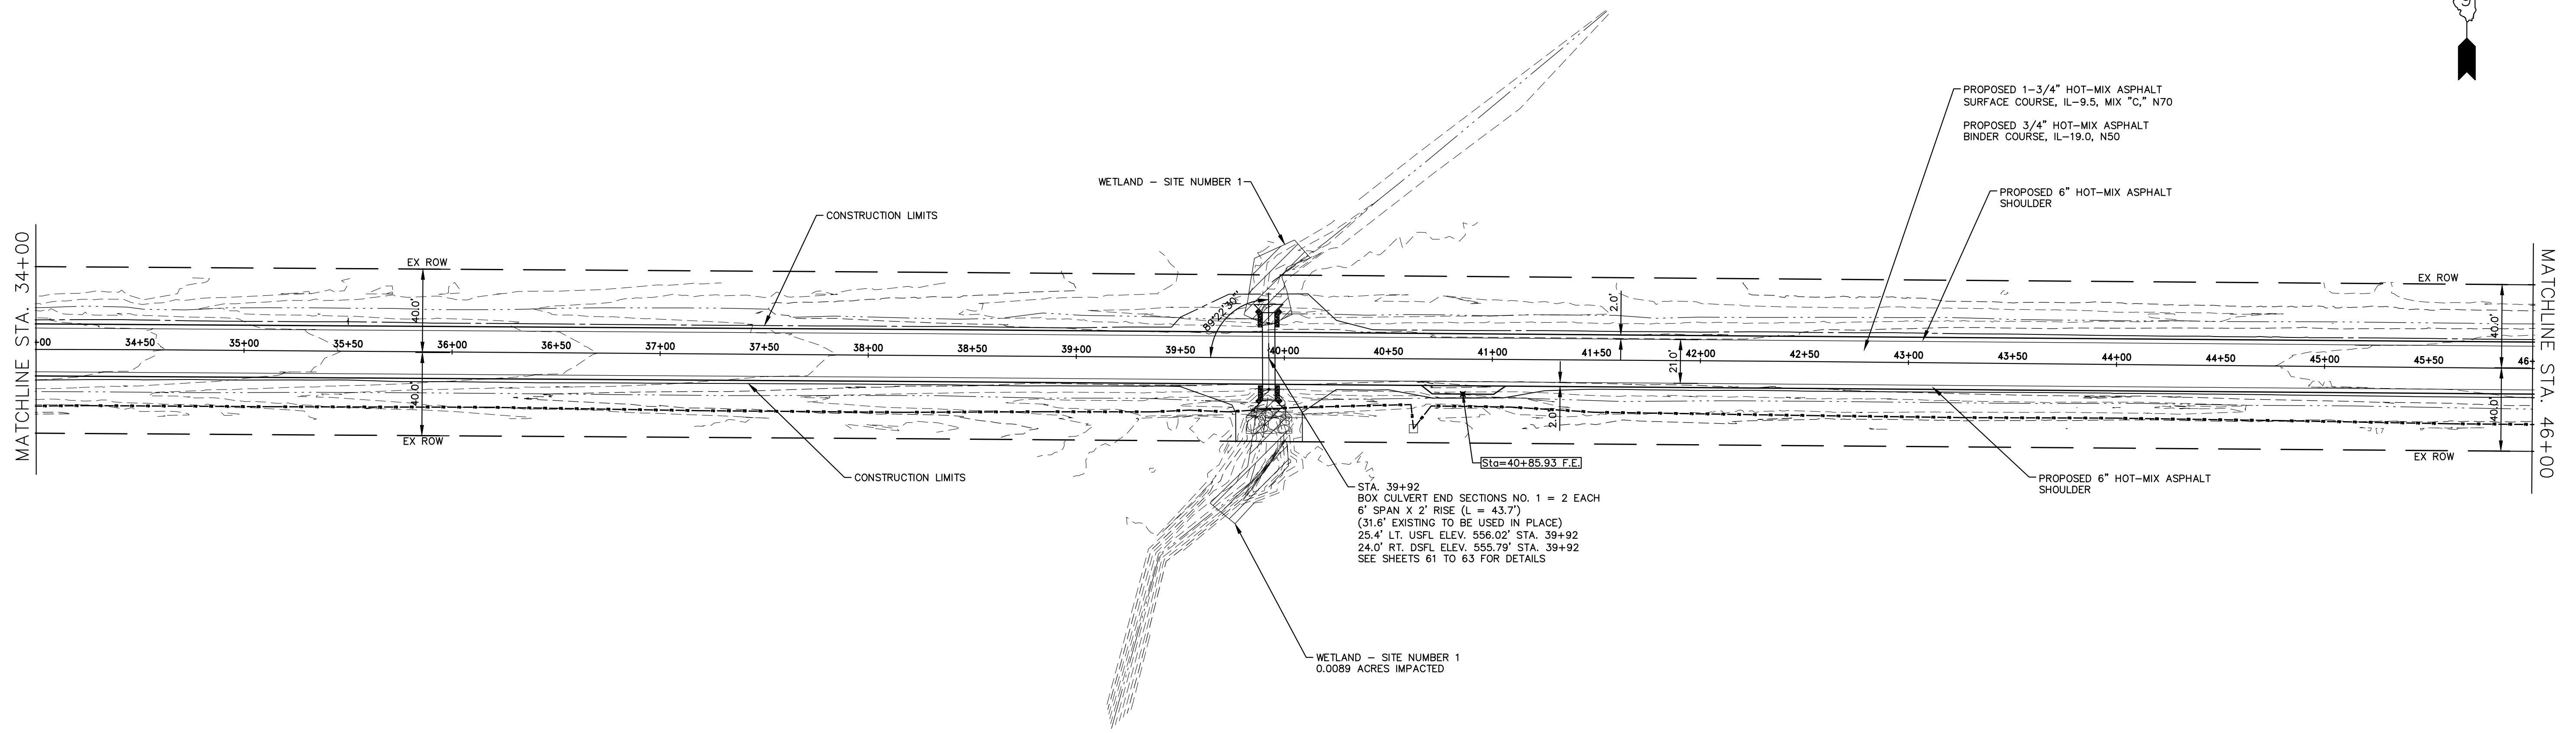 PROPOSED 1-3/4" HOT-MIX ASPHALT
SURFACE COURSE, IL-9.5, MIX "C," N70
PROPOSED 3/4" HOT-MIX ASPHALT
BINDER COURSE, IL-19.0, N50
WETLAND - SITE NUMBER 1
PROPOSED 6" HOT-MIX ASPHALT
SHOULDER
CONSTRUCTION LIMITS
MATCHLINE STA. 34+00
EX ROW
EX ROW
MATCHLINE STA. 46+00
40.0'
89°22'30"
2.0'
40.0'
+00 34+50 35+00 35+50 36+00 36+50 37+00 37+50 38+00 38+50 39+00 39+50 40+00 40+50 41+00 41+50 42+00 42+50 43+00 43+50 44+00 44+50 45+00 45+50 46+
21.0'
40.0'
2.0'
40.0'
EX ROW
EX ROW
Sta=40+85.93 F.E.
CONSTRUCTION LIMITS
PROPOSED 6" HOT-MIX ASPHALT
SHOULDER
STA. 39+92
BOX CULVERT END SECTIONS NO. 1 = 2 EACH
6' SPAN X 2' RISE (L = 43.7')
(31.6' EXISTING TO BE USED IN PLACE)
25.4' LT. USFL ELEV. 556.02' STA. 39+92
24.0' RT. DSFL ELEV. 555.79' STA. 39+92
SEE SHEETS 61 TO 63 FOR DETAILS
WETLAND - SITE NUMBER 1
0.0089 ACRES IMPACTED